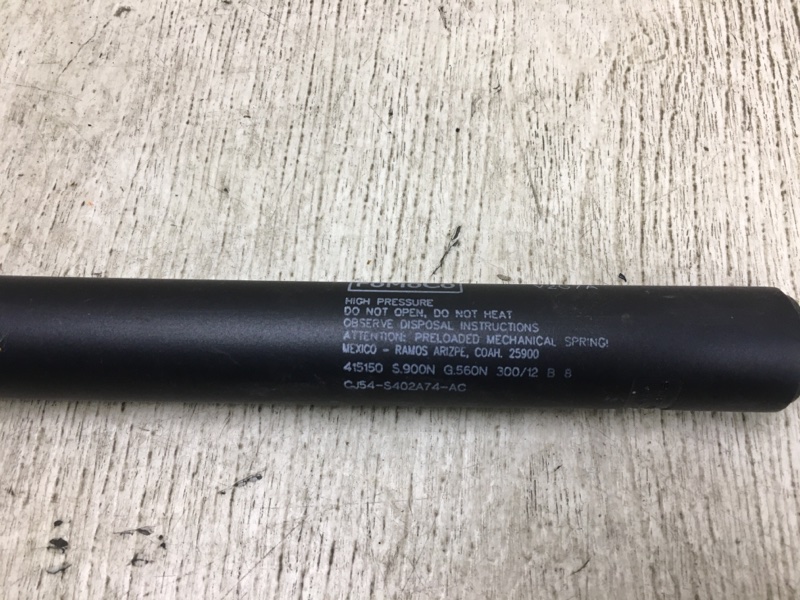 HIGH PRESSURE
DO NOT OPEN, DO NOT HEAT
OBSERVE DISPOSAL INSTRUCTIONS
ATTENTION: PRELOADED MECHANICAL SPRING!
MEXICO - RAMOS ARIZPE, COAH. 25900
415150 S.900N G.560N 300/12 B 8
CJ54-S402A74-AC